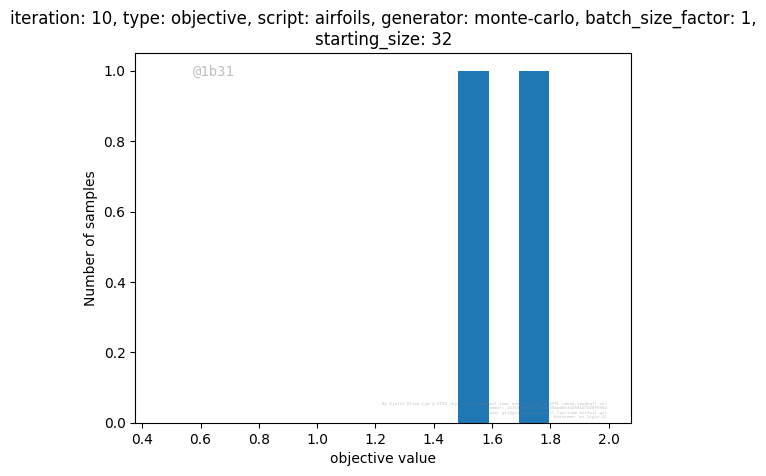 iteration: 10, type: objective, script: airfoils, generator: monte-carlo, batch_size_factor: 1,
starting_size: 32
@1b31
1.0
0.8
0.6
0.4
0.2
0.0
Number of samples
0.4 0.6 0.8 1.0 1.2 1.4 1.6 1.8 2.0
objective value